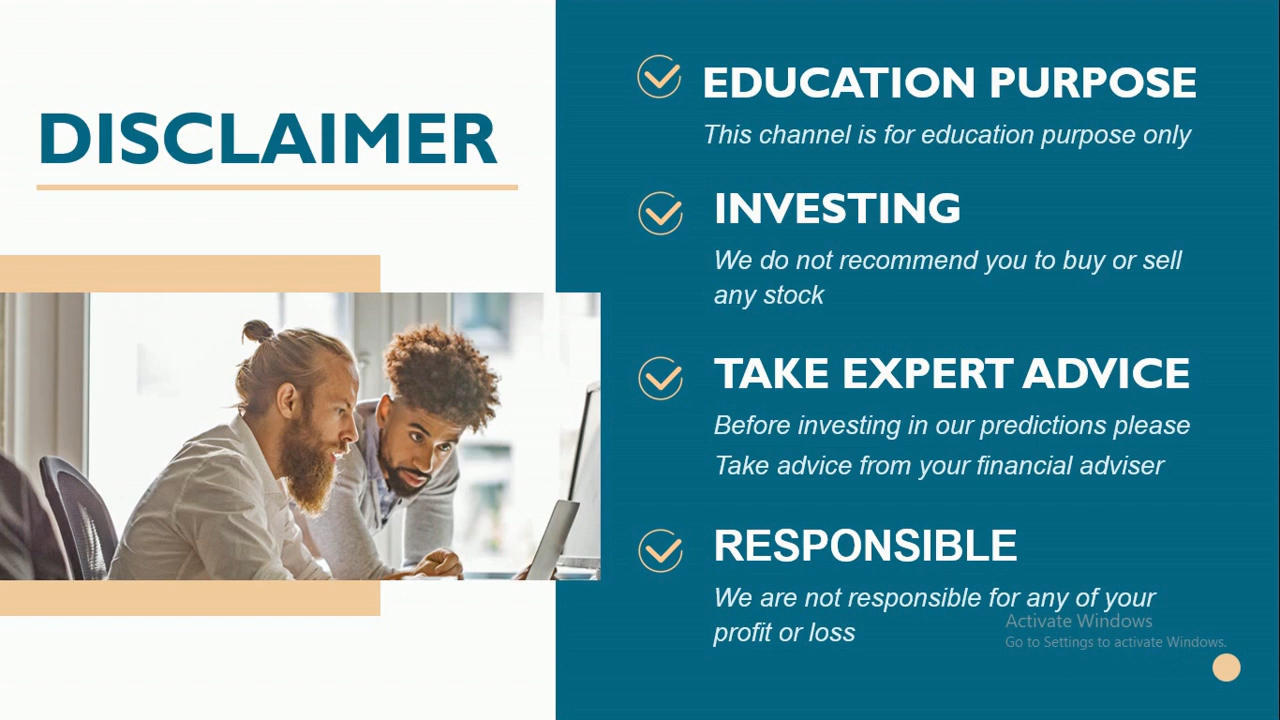 DISCLAIMER
EDUCATION PURPOSE
This channel is for education purpose only
INVESTING
We do not recommend you to buy or sell
any stock
TAKE EXPERT ADVICE
Before investing in our predictions please
Take advice from your financial adviser
RESPONSIBLE
We are not responsible for any of your
profit or loss
Activate Windows
Go to Settings to activate Windows.